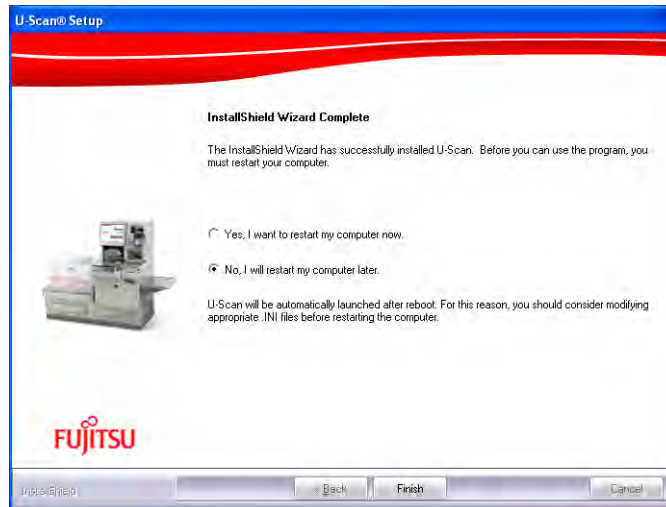 U-Scan® Setup
InstallShield Wizard Complete
The InstallShield Wizard has successfully installed U-Scan. Before you can use the program, you
must restart your computer.
Yes, I want to restart my computer now.
No, I will restart my computer later.
U-Scan will be automatically launched after reboot. For this reason, you should consider modifying
appropriate .INI files before restarting the computer.
FUJITSU
InstallShield
< Back
Finish
Cancel